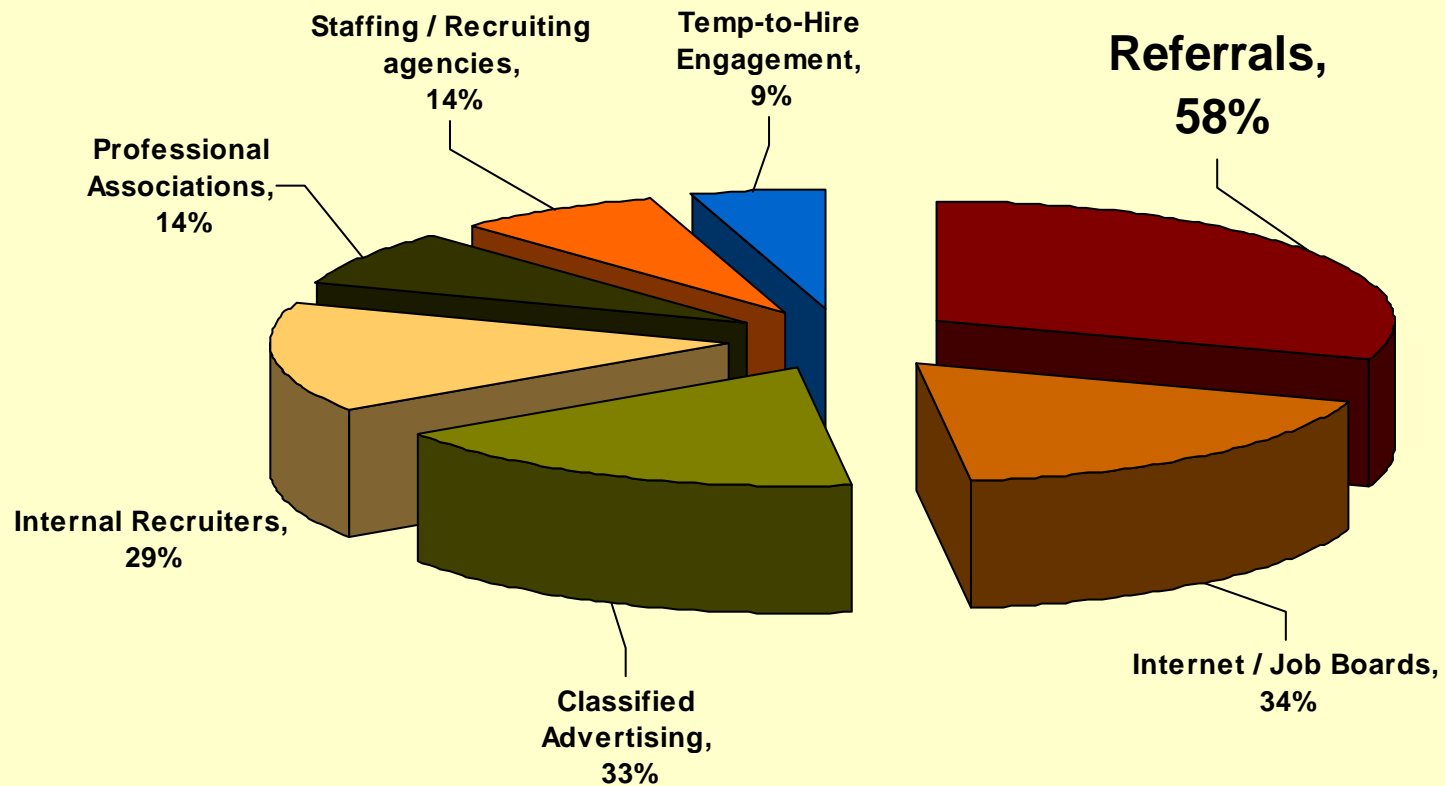 Staffing / Recruiting
agencies,
14%
Temp-to-Hire
Engagement,
9%
Referrals,
58%
Professional
Associations,
14%
Internal Recruiters,
29%
Classified
Advertising,
33%
Internet / Job Boards,
34%